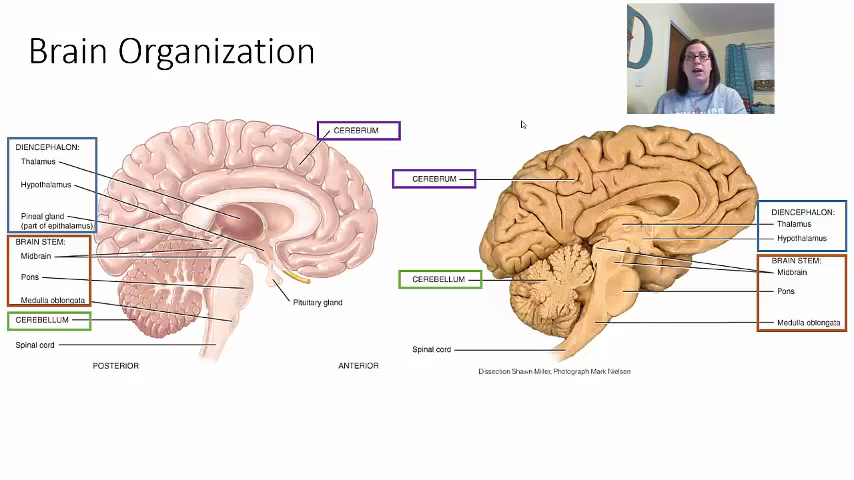 Brain Organization
CEREBRUM
DIENCEPHALON:
Thalamus
Hypothalamus
Pineal gland
(part of epithalamus)
BRAIN STEM:
Midbrain
Pons
Medulla oblongata
CEREBELLUM
Spinal cord
Pituitary gland
POSTERIOR
ANTERIOR
CEREBRUM
CEREBELLUM
Spinal cord
DIENCEPHALON:
Thalamus
Hypothalamus
BRAIN STEM:
Midbrain
Pons
Medulla oblongata
Dissection Shawn Miller, Photograph Mark Nielsen